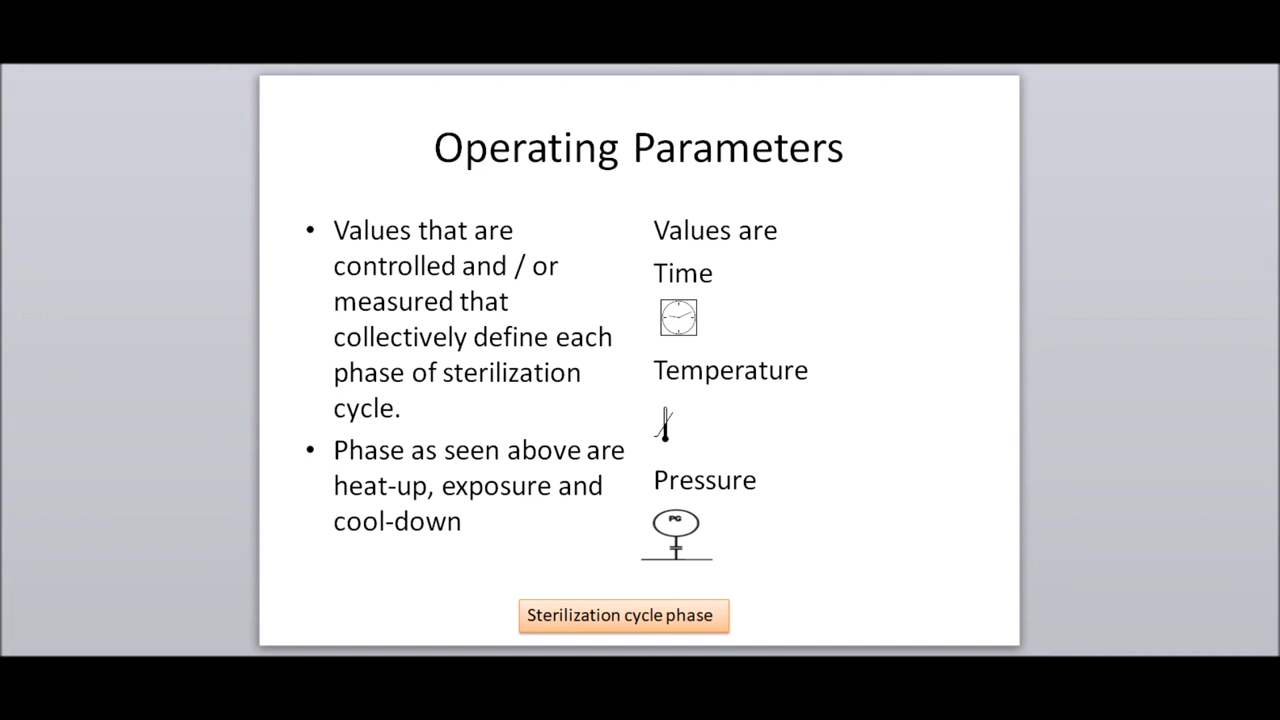 Operating Parameters
• Values that are
controlled and / or
measured that
collectively define each
phase of sterilization
cycle.
• Phase as seen above are
heat-up, exposure and
cool-down
Values are
Time
Temperature
Pressure
PG
Sterilization cycle phase